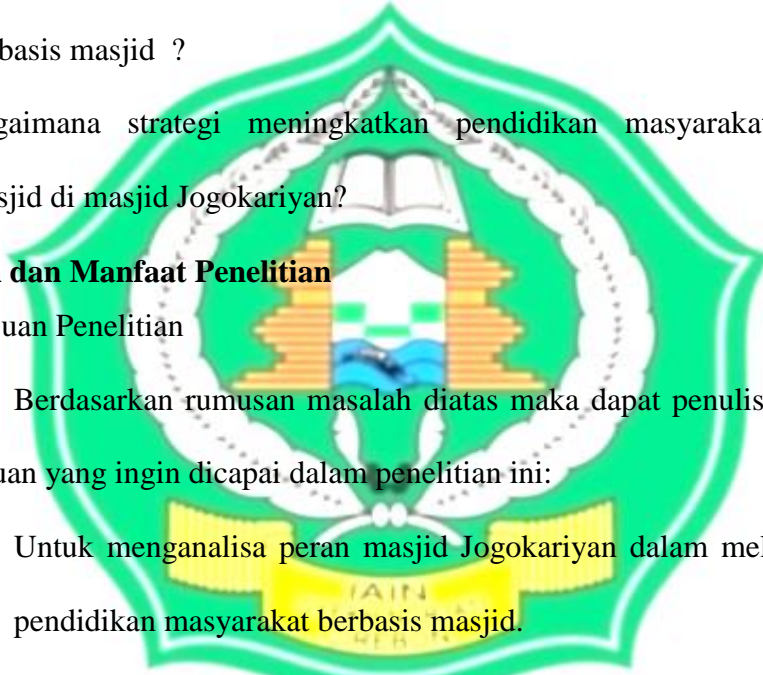 basis masjid ?
gaimana strategi meningkatkan pendidikan masyarakat
sjid di masjid Jogokariyan?
dan Manfaat Penelitian
uan Penelitian
Berdasarkan rumusan masalah diatas maka dapat penulis
uan yang ingin dicapai dalam penelitian ini:
Untuk menganalisa peran masjid Jogokariyan dalam mel
IAIN
pendidikan masyarakat berbasis masjid.